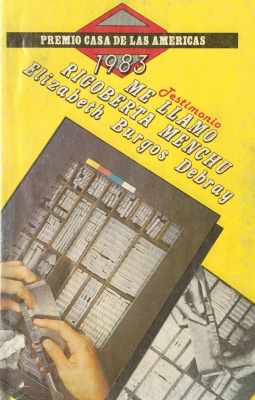 PREMIO CASA DE LAS AMERICAS
1983
Testimonio
ME LLAMO
RIGOBERTA MENCHU
Elizabeth Burgos Debray